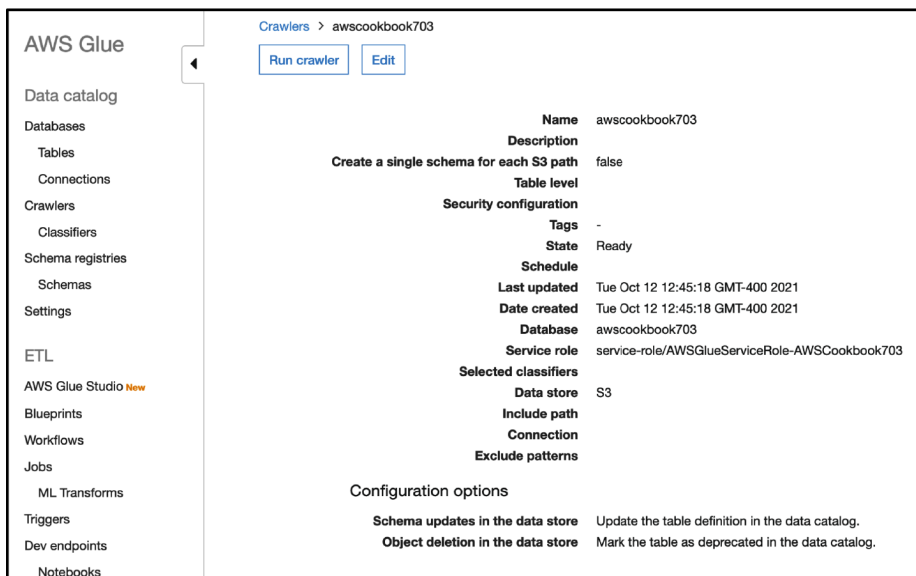 AWS Glue
Data catalog
Databases
Tables
Connections
Crawlers
Classifiers
Schema registries
Schemas
Settings
ETL
AWS Glue Studio New
Blueprints
Workflows
Jobs
ML Transforms
Triggers
Dev endpoints
Notebooks
Crawlers > awscookbook703
Run crawler Edit
Name awscookbook703
Description
Create a single schema for each S3 path false
Table level
Security configuration
Tags -
State Ready
Schedule
Last updated Tue Oct 12 12:45:18 GMT-400 2021
Date created Tue Oct 12 12:45:18 GMT-400 2021
Database awscookbook703
Service role service-role/AWSGlueServiceRole-AWSCookbook703
Selected classifiers
Data store S3
Include path
Connection
Exclude patterns
Configuration options
Schema updates in the data store Update the table definition in the data catalog.
Object deletion in the data store Mark the table as deprecated in the data catalog.